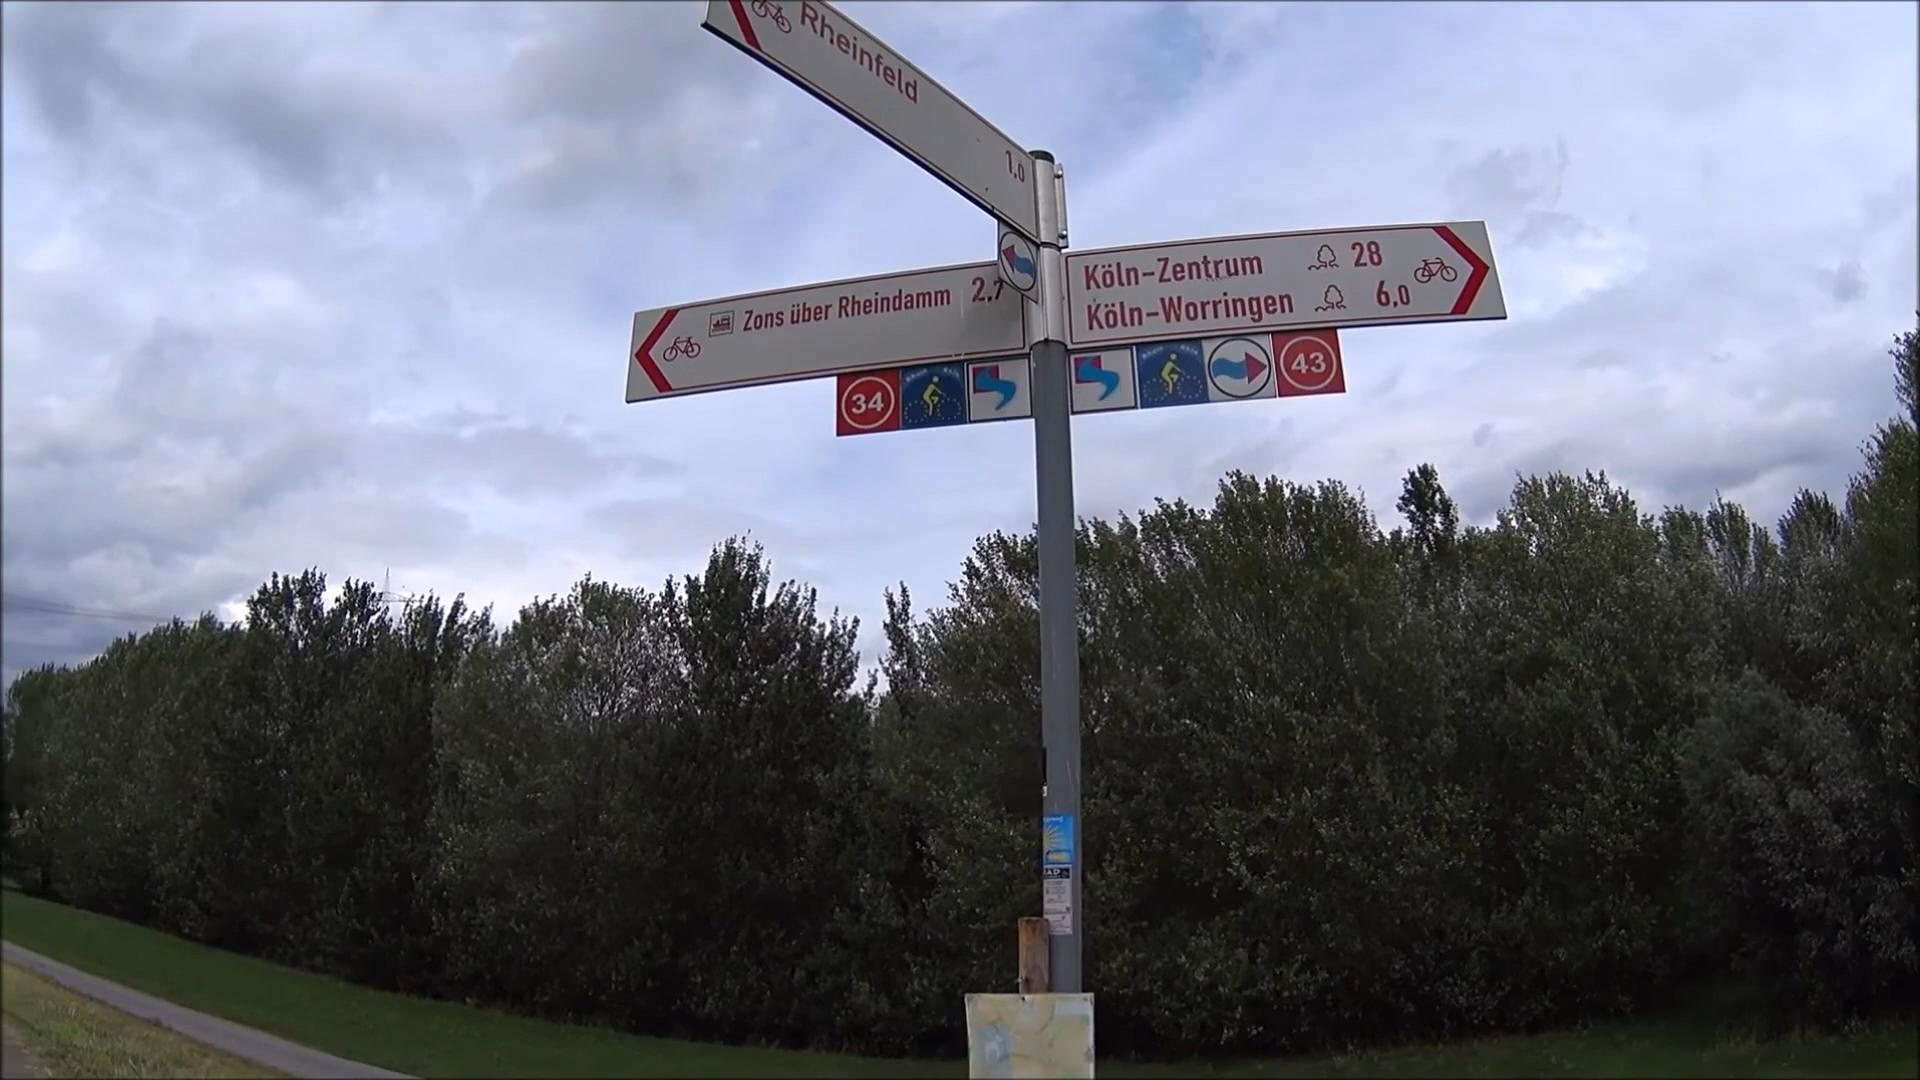 Rheinfeld
1,0
Zons über Rheindamm 2,7
Köln-Zentrum 28
Köln-Worringen 6,0
34
43